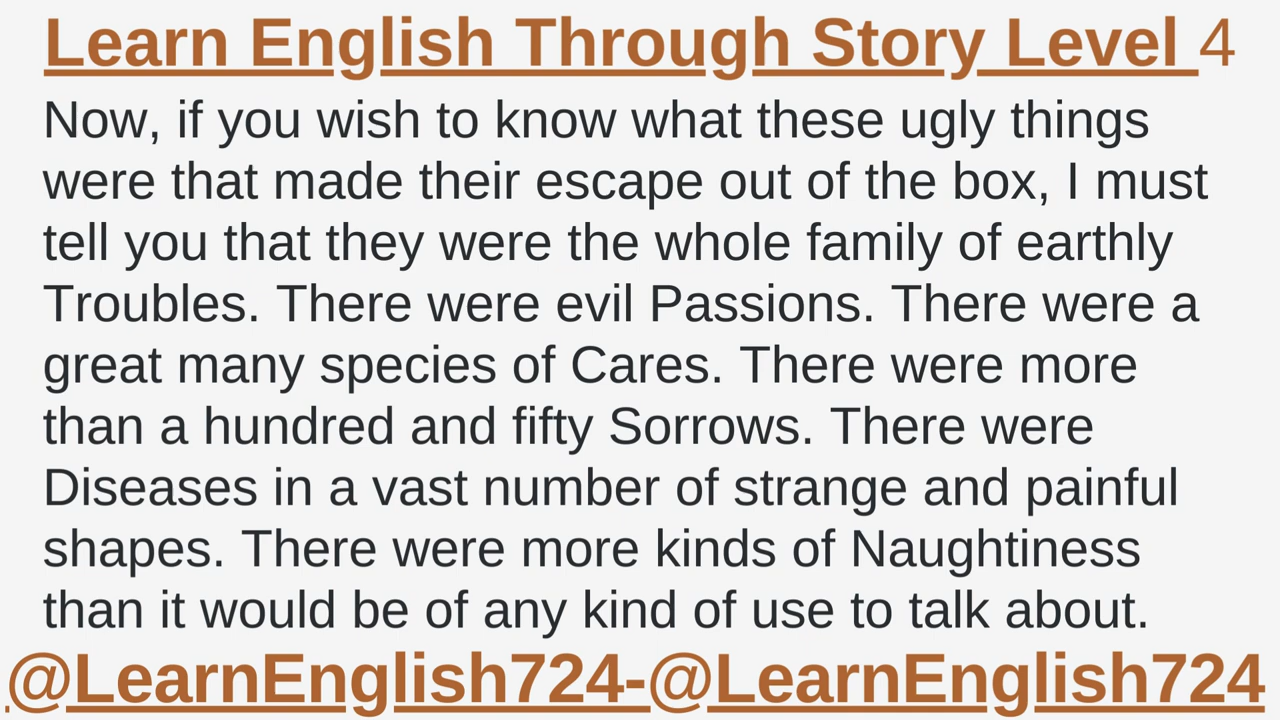 Learn English Through Story Level 4
Now, if you wish to know what these ugly things
were that made their escape out of the box, I must
tell you that they were the whole family of earthly
Troubles. There were evil Passions. There were a
great many species of Cares. There were more
than a hundred and fifty Sorrows. There were
Diseases in a vast number of strange and painful
shapes. There were more kinds of Naughtiness
than it would be of any kind of use to talk about.
@LearnEnglish724-@LearnEnglish724